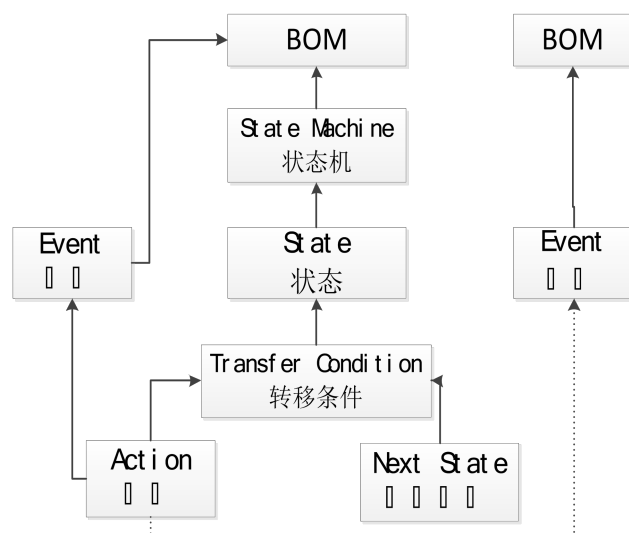 BOM
BOM
State Machine
状态机
Event
State
状态
Event
Transfer Condition
转移条件
Action
Next State